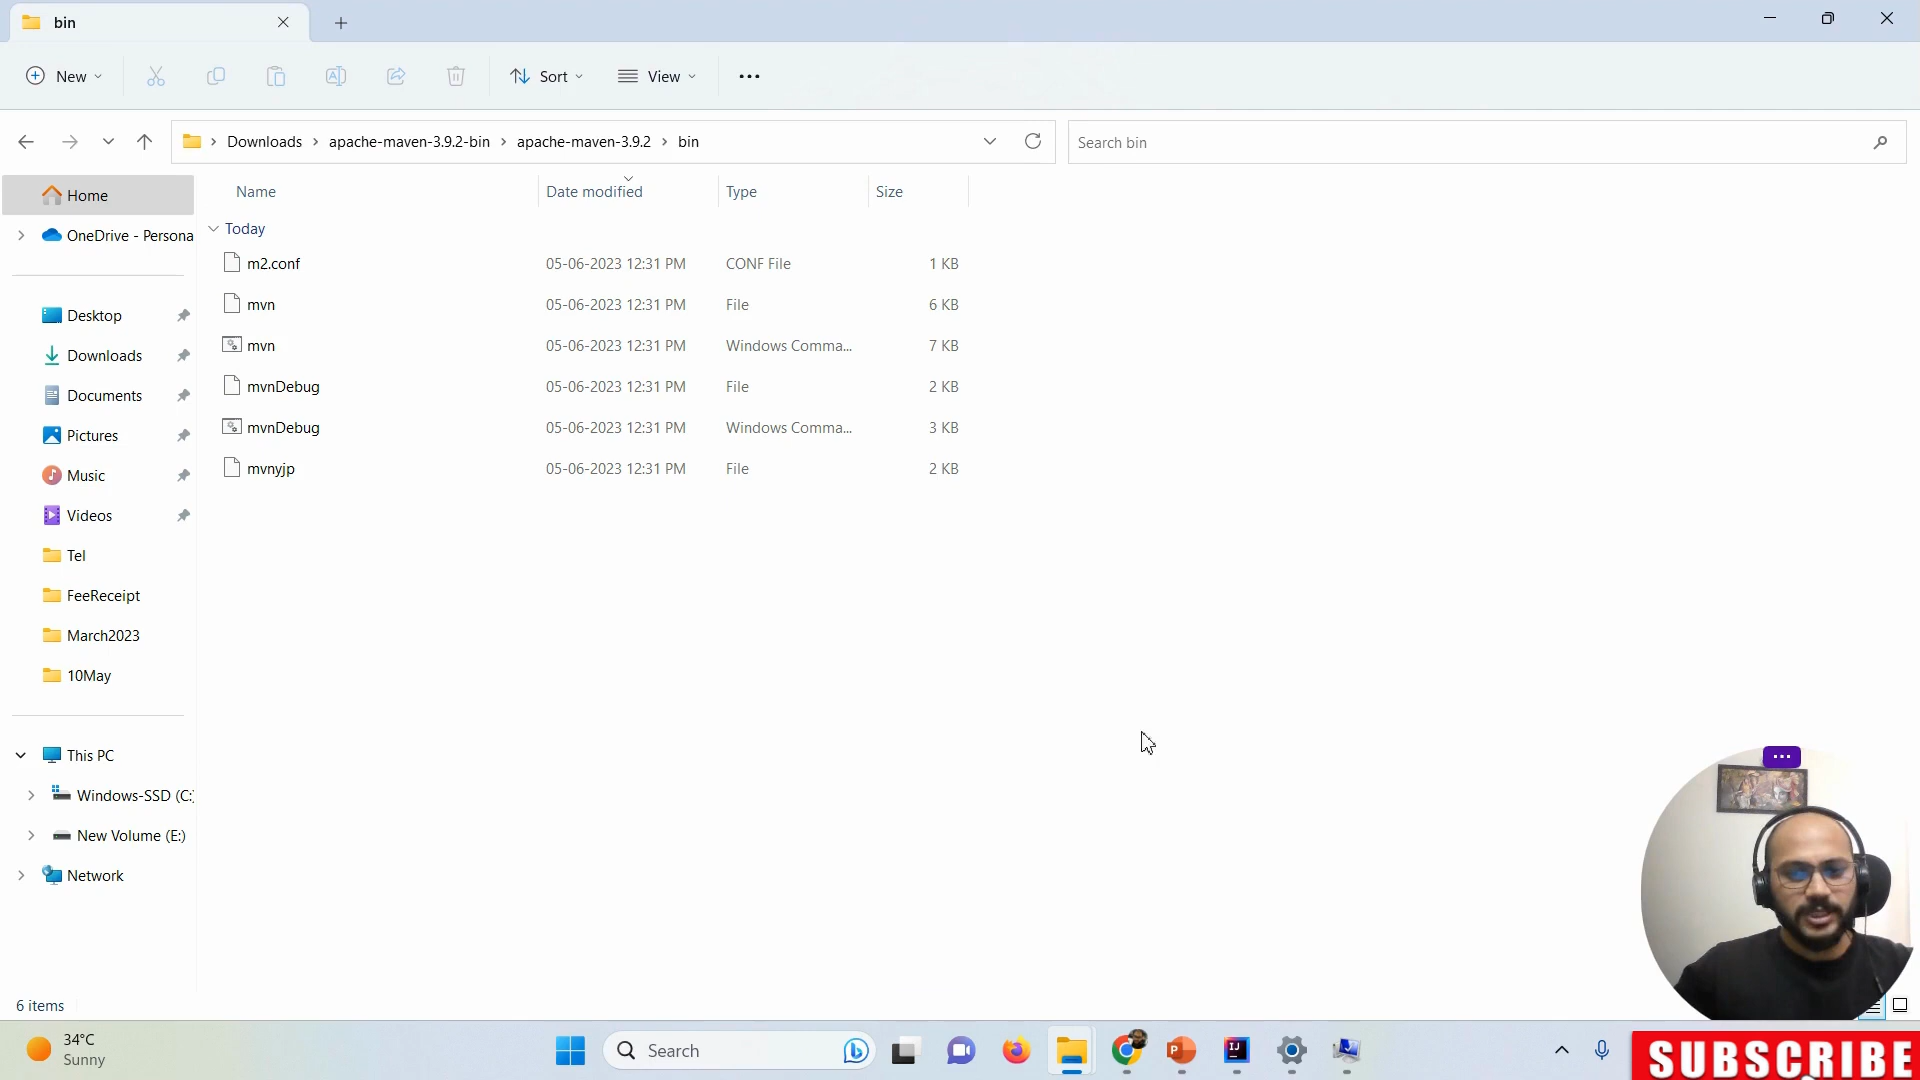 bin
New
Sort
View
Downloads
apache-maven-3.9.2-bin
apache-maven-3.9.2
bin
Search bin
Home
OneDrive - Persona
Desktop
Downloads
Documents
Pictures
Music
Videos
Tel
FeeReceipt
March2023
10May
This PC
Windows-SSD (C:)
New Volume (E:)
Network
Name Date modified Type Size
Today
m2.conf 05-06-2023 12:31 PM CONF File 1 KB
mvn 05-06-2023 12:31 PM File 6 KB
mvn 05-06-2023 12:31 PM Windows Comma... 7 KB
mvnDebug 05-06-2023 12:31 PM File 2 KB
mvnDebug 05-06-2023 12:31 PM Windows Comma... 3 KB
mvnyjp 05-06-2023 12:31 PM File 2 KB
6 items
34°C
Sunny
Search
SUBSCRIBE